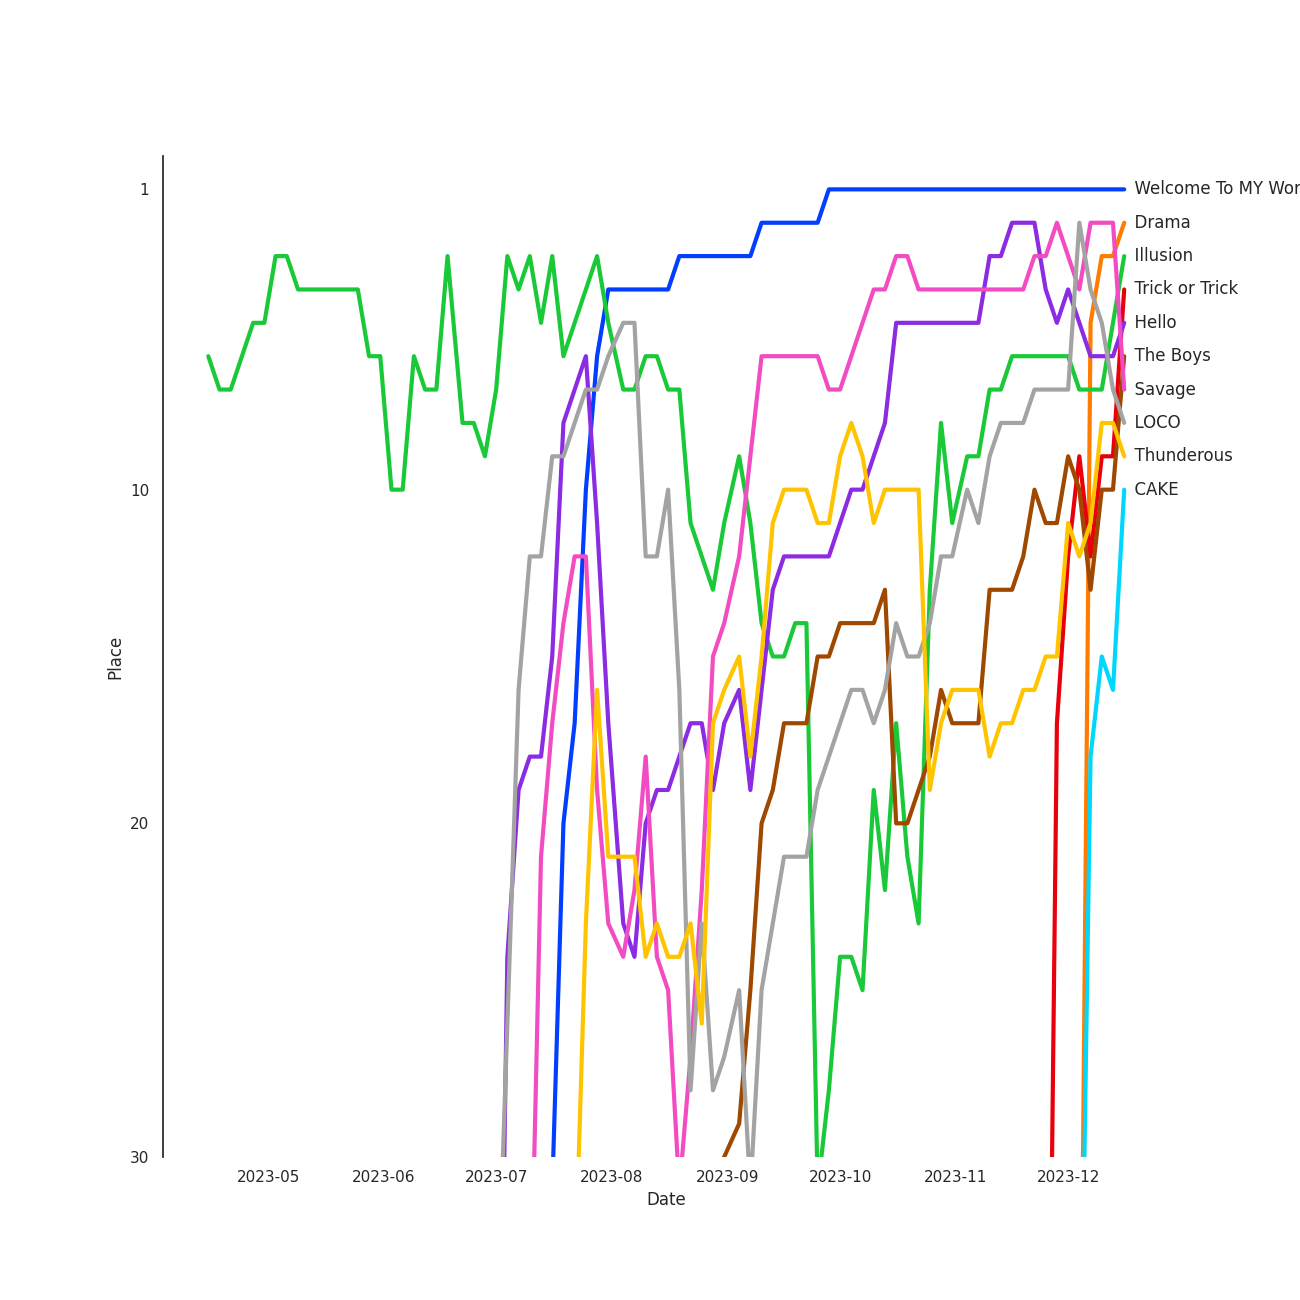 1
10
20
30
Place
2023-05
2023-06
2023-07
2023-08
2023-09
2023-10
2023-11
2023-12
Date
Welcome To MY Wor
Drama
Illusion
Trick or Trick
Hello
The Boys
Savage
LOCO
Thunderous
CAKE